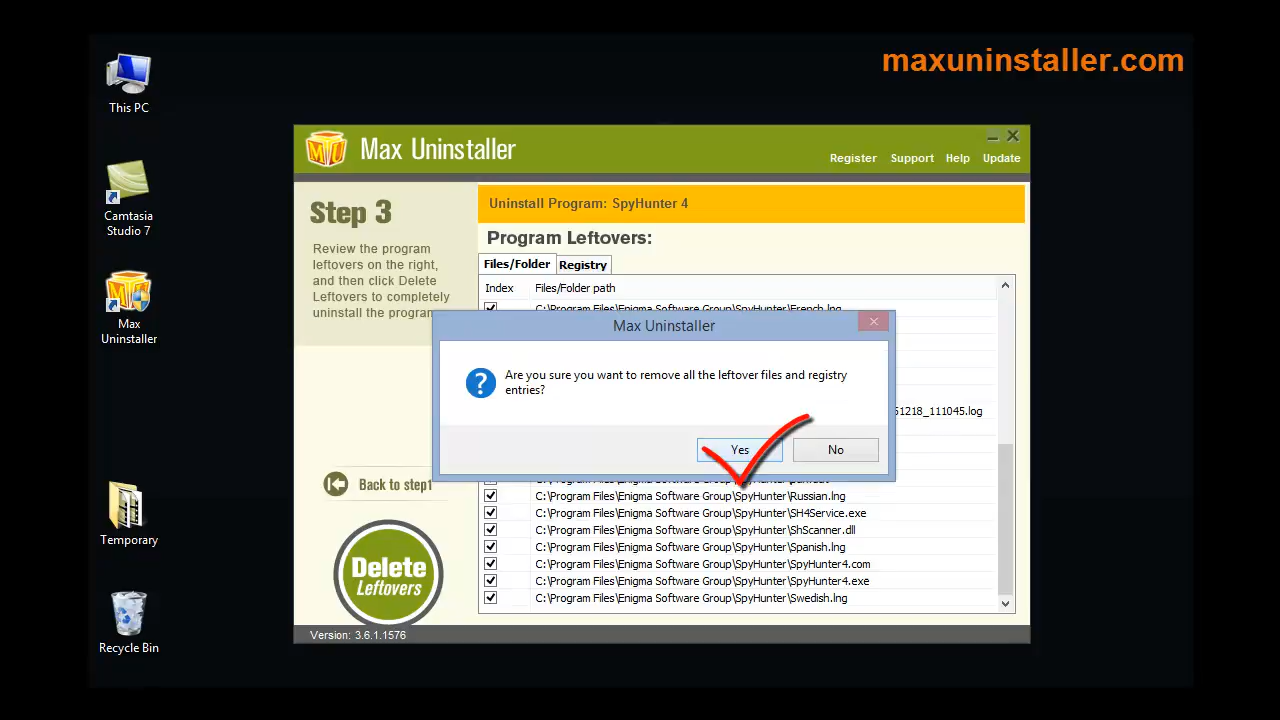 maxuninstaller.com
This PC
Camtasia
Studio 7
Max
Uninstaller
Temporary
Recycle Bin
MU
Max Uninstaller
Register Support Help Update
Step 3
Review the program
leftovers on the right,
and then click Delete
Leftovers to completely
uninstall the program
Back to step1
Delete
Leftovers
Version: 3.6.1.1576
Uninstall Program: SpyHunter 4
Program Leftovers:
Files/Folder Registry
Index Files/Folder path
C:\Program Files\Enigma Software Group\SpyHunter\French.lng
51218_111045.log
Max Uninstaller
Are you sure you want to remove all the leftover files and registry
entries?
Yes No
C:\Program Files\Enigma Software Group\SpyHunter\Russian.lng
C:\Program Files\Enigma Software Group\SpyHunter\SH4Service.exe
C:\Program Files\Enigma Software Group\SpyHunter\ShScanner.dll
C:\Program Files\Enigma Software Group\SpyHunter\Spanish.lng
C:\Program Files\Enigma Software Group\SpyHunter\SpyHunter4.com
C:\Program Files\Enigma Software Group\SpyHunter\SpyHunter4.exe
C:\Program Files\Enigma Software Group\SpyHunter\Swedish.lng